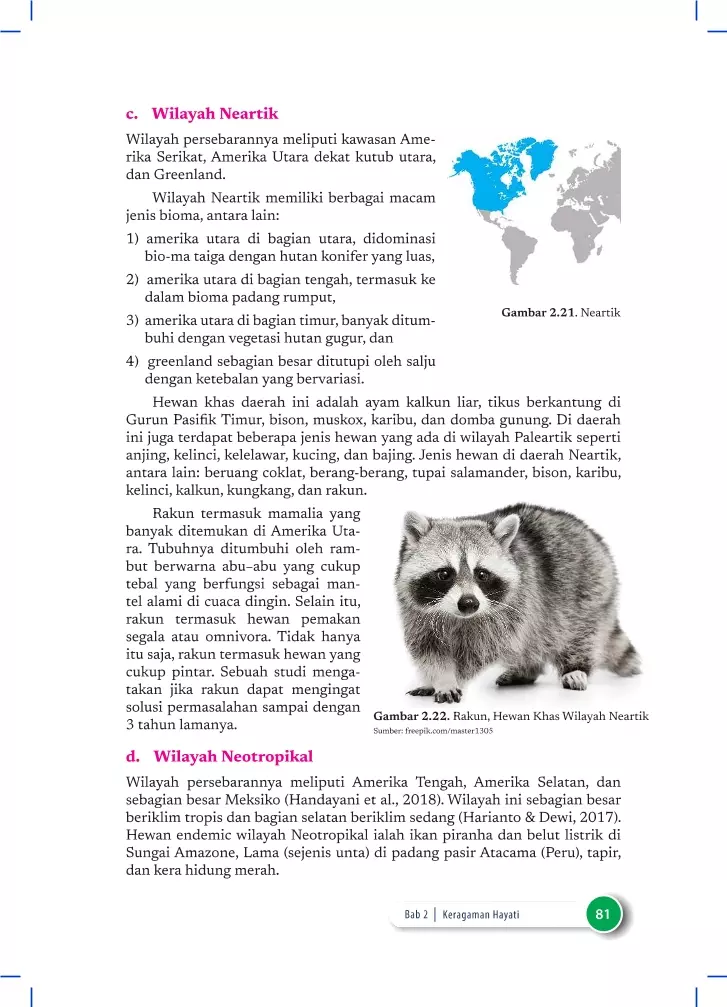 c. Wilayah Neartik
Wilayah persebarannya meliputi kawasan Ame-
rika Serikat, Amerika Utara dekat kutub utara,
dan Greenland.
Wilayah Neartik memiliki berbagai macam
jenis bioma, antara lain:
1) amerika utara di bagian utara, didominasi
bio-ma taiga dengan hutan konifer yang luas,
2) amerika utara di bagian tengah, termasuk ke
dalam bioma padang rumput,
3) amerika utara di bagian timur, banyak ditum-
buhi dengan vegetasi hutan gugur, dan
4) greenland sebagian besar ditutupi oleh salju
dengan ketebalan yang bervariasi.
Gambar 2.21. Neartik
Hewan khas daerah ini adalah ayam kalkun liar, tikus berkantung di
Gurun Pasifik Timur, bison, muskox, karibu, dan domba gunung. Di daerah
ini juga terdapat beberapa jenis hewan yang ada di wilayah Paleartik seperti
anjing, kelinci, kelelawar, kucing, dan bajing. Jenis hewan di daerah Neartik,
antara lain: beruang coklat, berang-berang, tupai salamander, bison, karibu,
kelinci, kalkun, kungkang, dan rakun.
Rakun termasuk mamalia yang
banyak ditemukan di Amerika Uta-
ra. Tubuhnya ditumbuhi oleh ram-
but berwarna abu–abu yang cukup
tebal yang berfungsi sebagai man-
tel alami di cuaca dingin. Selain itu,
rakun termasuk hewan pemakan
segala atau omnivora. Tidak hanya
itu saja, rakun termasuk hewan yang
cukup pintar. Sebuah studi menga-
takan jika rakun dapat mengingat
solusi permasalahan sampai dengan
3 tahun lamanya.
Gambar 2.22. Rakun, Hewan Khas Wilayah Neartik
Sumber: freepik.com/master1305
d. Wilayah Neotropikal
Wilayah persebarannya meliputi Amerika Tengah, Amerika Selatan, dan
sebagian besar Meksiko (Handayani et al., 2018). Wilayah ini sebagian besar
beriklim tropis dan bagian selatan beriklim sedang (Harianto & Dewi, 2017).
Hewan endemic wilayah Neotropikal ialah ikan piranha dan belut listrik di
Sungai Amazone, Lama (sejenis unta) di padang pasir Atacama (Peru), tapir,
dan kera hidung merah.
Bab 2 | Keragaman Hayati 81